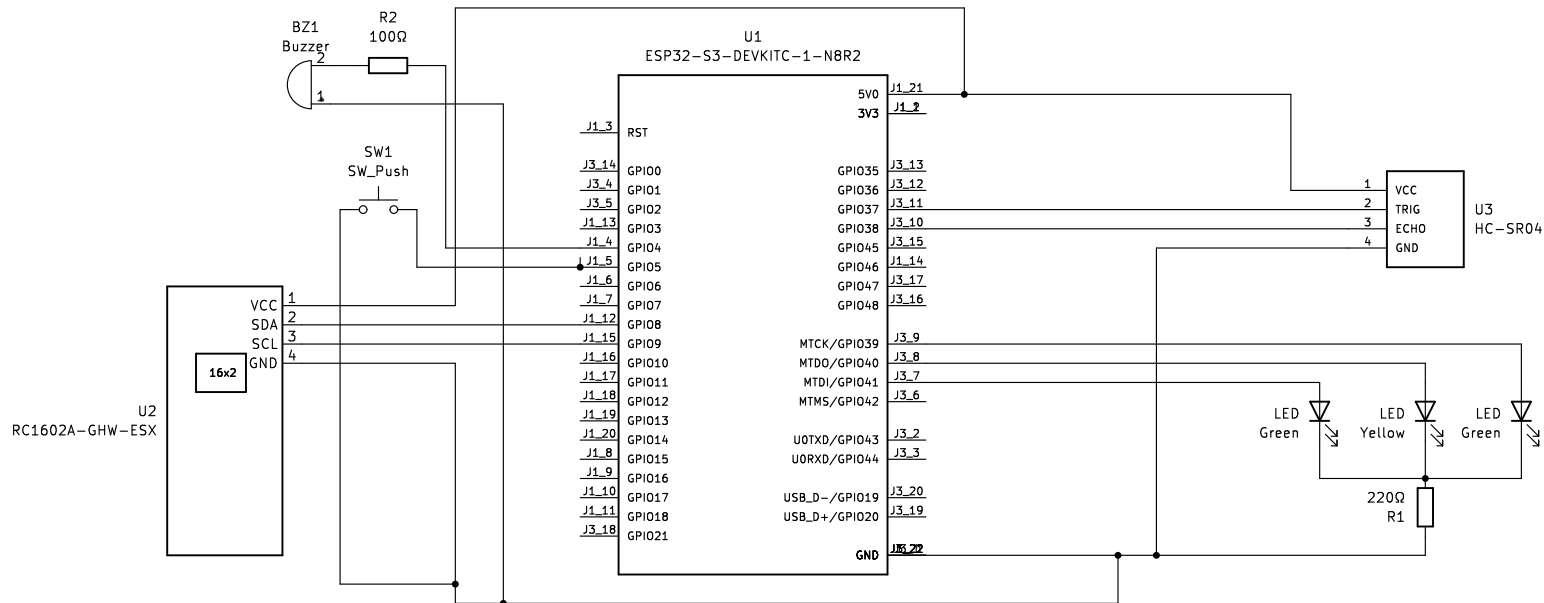 BZ1
Buzzer
2
1
R2
100Ω
SW1
SW_Push
U1
ESP32-S3-DEVKITC-1-N8R2
J1_3 RST
J3_14 GPIO0
J3_4 GPIO1
J3_5 GPIO2
J1_13 GPIO3
J1_4 GPIO4
J1_5 GPIO5
J1_6 GPIO6
J1_7 GPIO7
J1_12 GPIO8
J1_15 GPIO9
J1_16 GPIO10
J1_17 GPIO11
J1_18 GPIO12
J1_19 GPIO13
J1_20 GPIO14
J1_8 GPIO15
J1_9 GPIO16
J1_10 GPIO17
J1_11 GPIO18
J3_18 GPIO21
5V0 J1_21
3V3
GPIO35 J3_13
GPIO36 J3_12
GPIO37 J3_11
GPIO38 J3_10
GPIO45 J3_15
GPIO46 J1_14
GPIO47 J3_17
GPIO48 J3_16
MTCK/GPIO39 J3_9
MTDO/GPIO40 J3_8
MTDI/GPIO41 J3_7
MTMS/GPIO42 J3_6
U0TXD/GPIO43 J3_2
U0RXD/GPIO44 J3_3
USB_D-/GPIO19 J3_20
USB_D+/GPIO20 J3_19
GND
VCC 1
SDA 2
SCL 3
GND 4
16x2
U2
RC1602A-GHW-ESX
1 VCC
2 TRIG
3 ECHO
4 GND
U3
HC-SR04
LED
Green
LED
Yellow
LED
Green
220Ω
R1